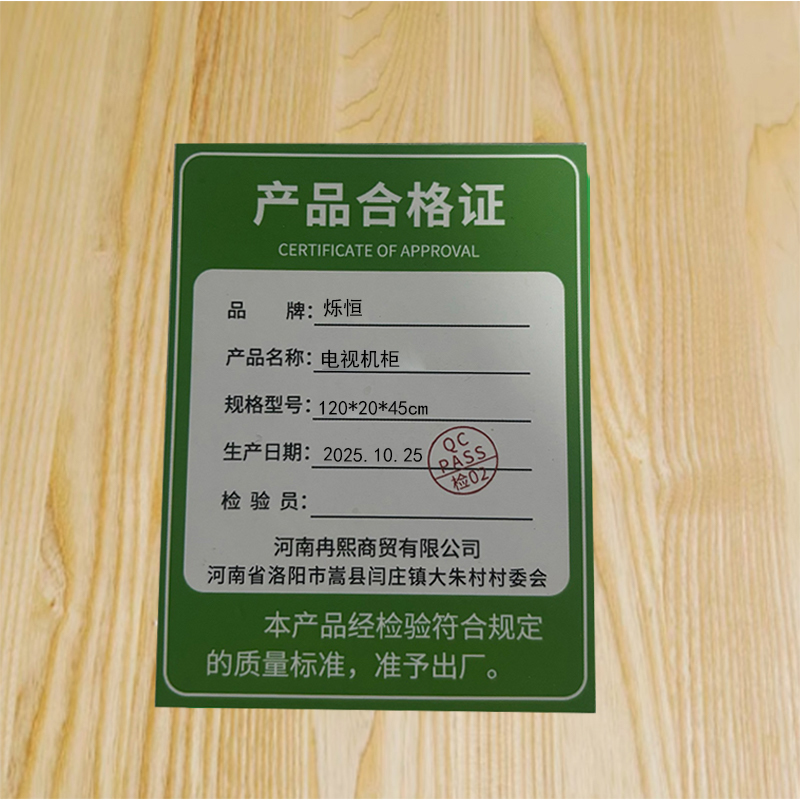 产品合格证
CERTIFICATE OF APPROVAL
品 牌：烁恒
产品名称：电视机柜
规格型号：120*20*45cm
生产日期：2025.10.25
QC
PASS
检02
检 验 员：
河南冉熙商贸有限公司
河南省洛阳市嵩县闫庄镇大朱村村委会
本产品经检验符合规定
的质量标准，准予出厂。